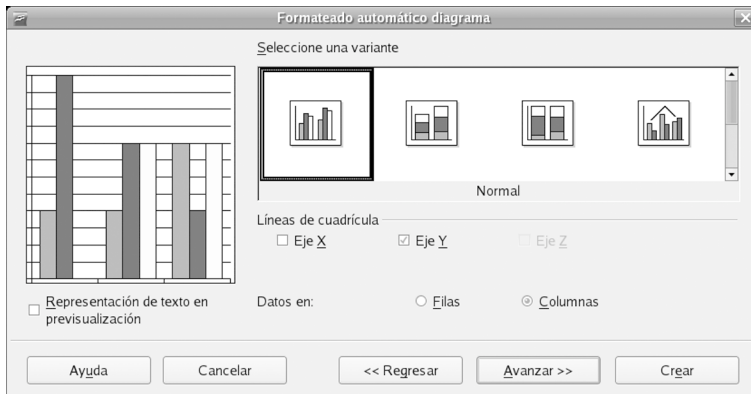 Formateado automático diagrama
Seleccione una variante
Normal
Líneas de cuadrícula
Eje X
Eje Y
Eje Z
Representación de texto en
previsualización
Datos en:
Filas
Columnas
Ayuda
Cancelar
<< Regresar
Avanzar >>
Crear